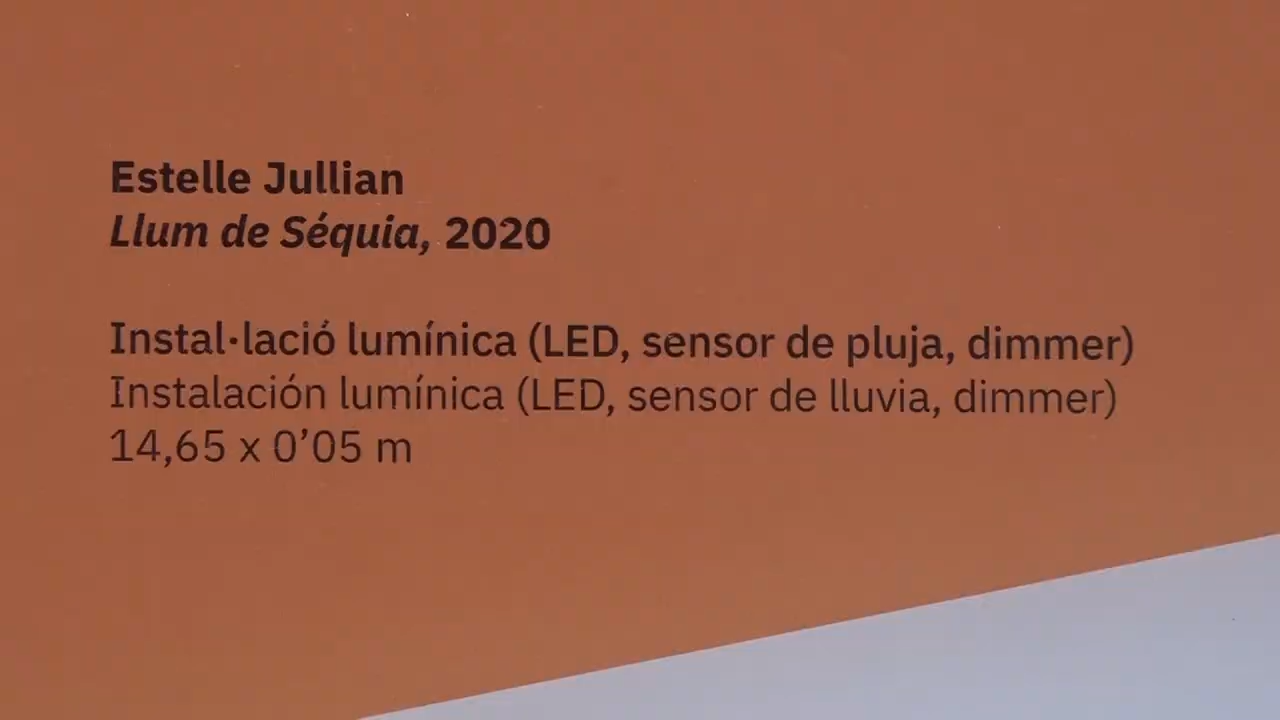 Estelle Jullian
Llum de Séquia, 2020
Instal·lació lumínica (LED, sensor de pluja, dimmer)
Instalación lumínica (LED, sensor de lluvia, dimmer)
14,65 x 0’05 m